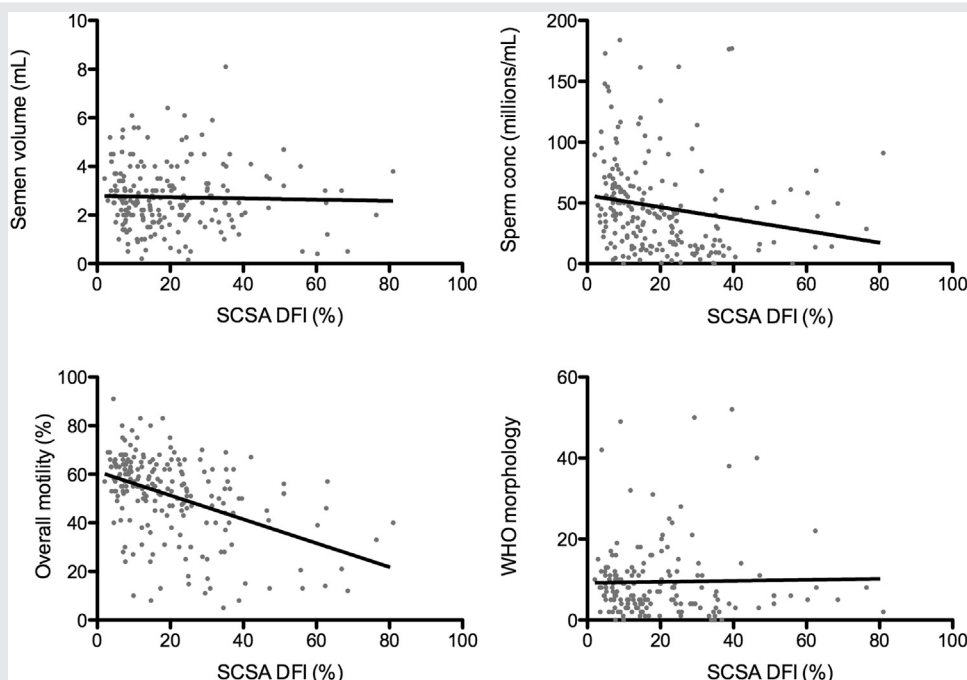 10
8
6
4
2
0
Semen volume (mL)
0 20 40 60 80 100
SCSA DFI (%)
200
150
100
50
0
Sperm conc (millions/mL)
0 20 40 60 80 100
SCSA DFI (%)
100
80
60
40
20
0
Overall motility (%)
0 20 40 60 80 100
SCSA DFI (%)
60
40
20
0
WHO morphology
0 20 40 60 80 100
SCSA DFI (%)